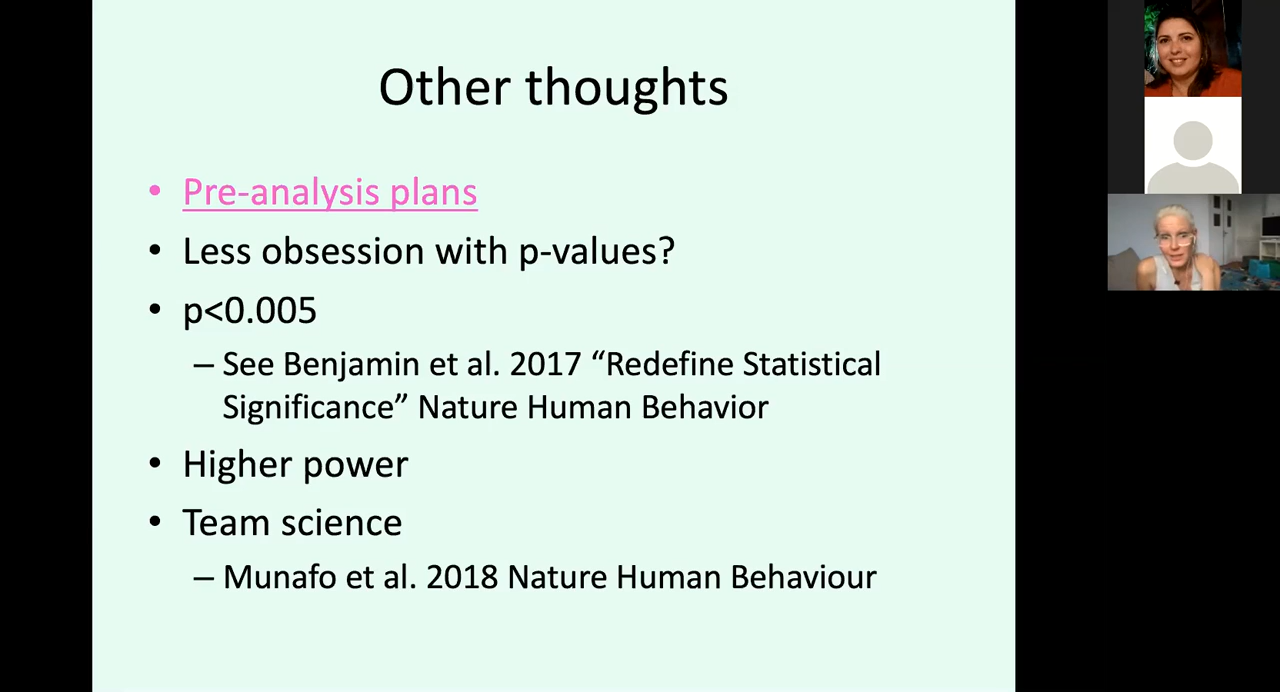 Other thoughts
• Pre-analysis plans
• Less obsession with p-values?
• p<0.005
– See Benjamin et al. 2017 “Redefine Statistical
Significance” Nature Human Behavior
• Higher power
• Team science
– Munafo et al. 2018 Nature Human Behaviour